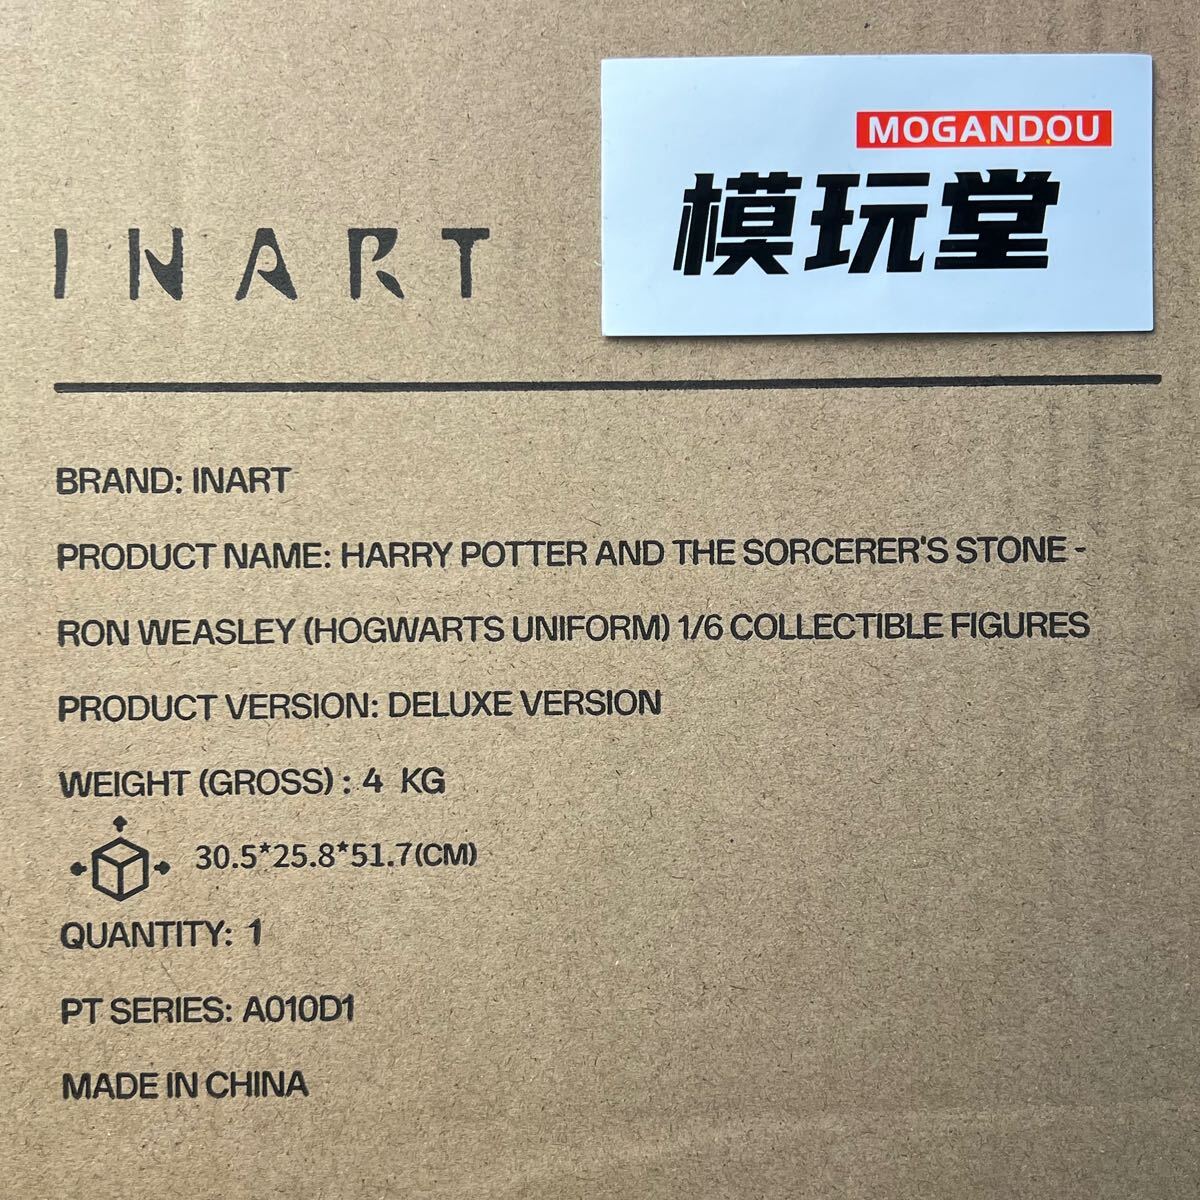 MOGANDOU
模玩堂
INART
BRAND: INART
PRODUCT NAME: HARRY POTTER AND THE SORCERER'S STONE -
RON WEASLEY (HOGWARTS UNIFORM) 1/6 COLLECTIBLE FIGURES
PRODUCT VERSION: DELUXE VERSION
WEIGHT (GROSS) : 4 KG
30.5*25.8*51.7(CM)
QUANTITY: 1
PT SERIES: A010D1
MADE IN CHINA